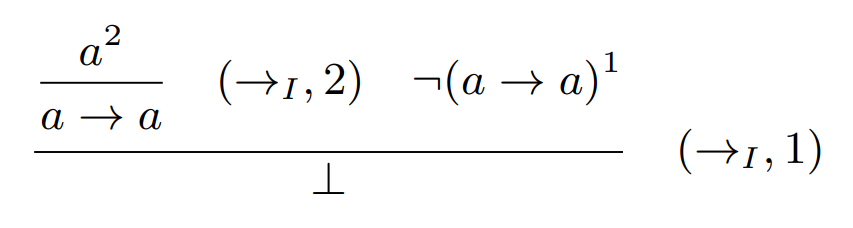 a²
(→I, 2) ¬(a → a)¹
a → a
(→I, 1)
⊥